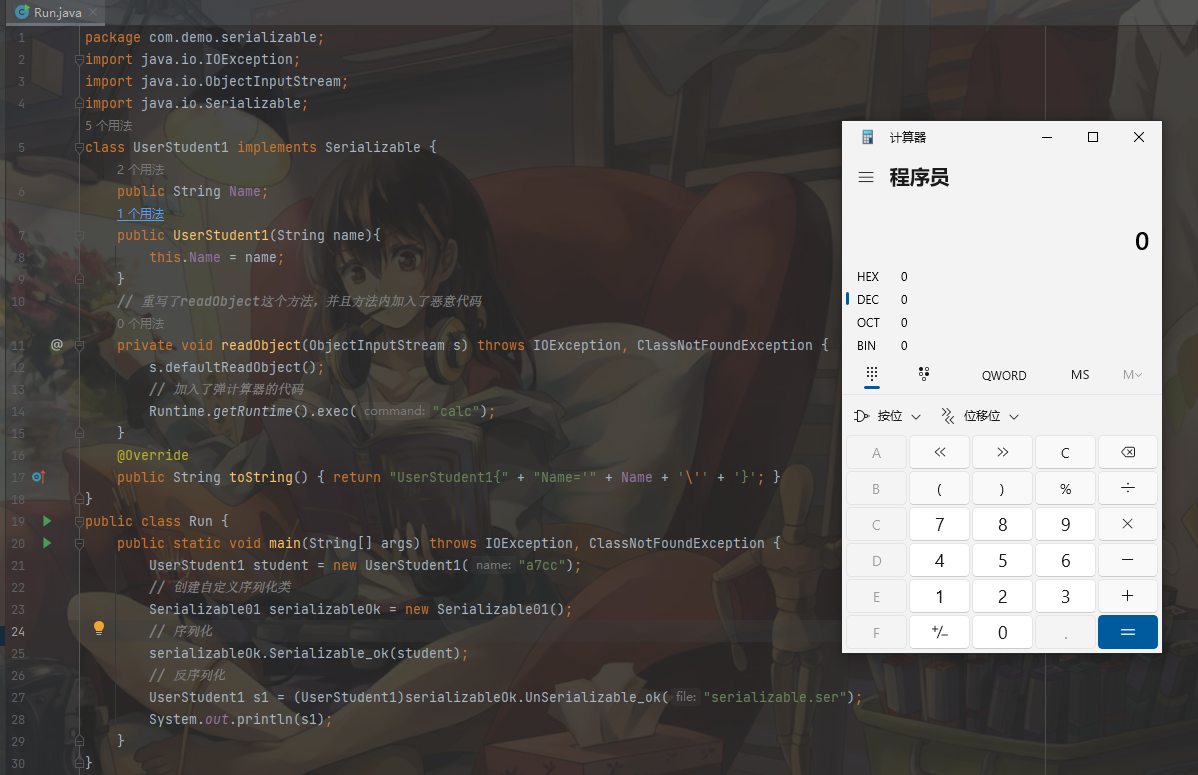 Run.java
1 package com.demo.serializable;
2 import java.io.IOException;
3 import java.io.ObjectInputStream;
4 import java.io.Serializable;
5 个用法
5 class UserStudent1 implements Serializable {
2 个用法
6 public String Name;
1 个用法
7 public UserStudent1(String name){
8 this.Name = name;
9 }
10 // 重写了readObject这个方法，并且方法内加入了恶意代码
0 个用法
11 @ private void readObject(ObjectInputStream s) throws IOException, ClassNotFoundException {
12 s.defaultReadObject();
13 // 加入了弹计算器的代码
14 Runtime.getRuntime().exec( command: "calc");
15 }
16 @Override
17 public String toString() { return "UserStudent1{" + "Name='" + Name + '\'' + '}'; }
18 }
19 public class Run {
20 public static void main(String[] args) throws IOException, ClassNotFoundException {
21 UserStudent1 student = new UserStudent1( name: "a7cc");
22 // 创建自定义序列化类
23 Serializable01 serializableOk = new Serializable01();
24 // 序列化
25 serializableOk.Serializable_ok(student);
26 // 反序列化
27 UserStudent1 s1 = (UserStudent1)serializableOk.UnSerializable_ok( file: "serializable.ser");
28 System.out.println(s1);
29 }
30 }
计算器
程序员
0
HEX 0
DEC 0
OCT 0
BIN 0
QWORD MS M
按位 位移位
A << >> C
B ( ) % ÷
C 7 8 9 ×
D 4 5 6 −
E 1 2 3 +
F +/− 0 . =